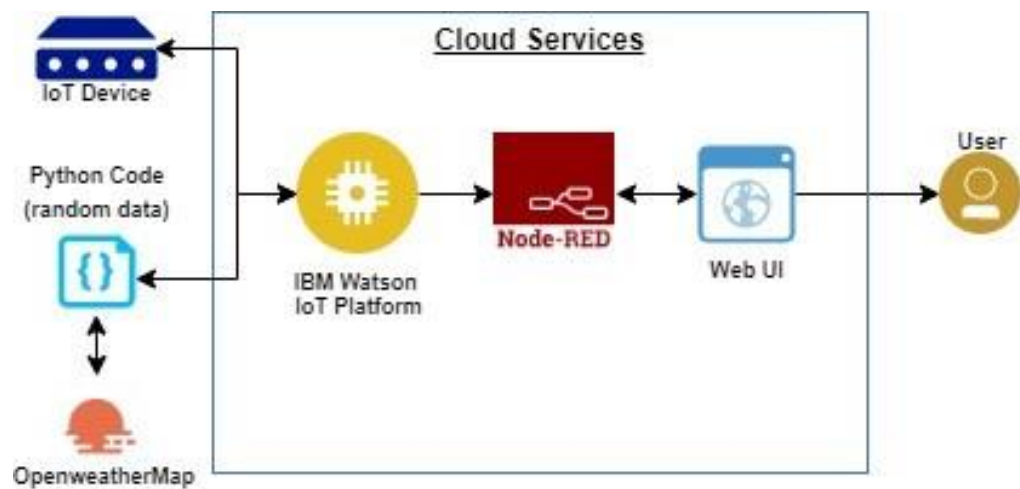 Cloud Services
IoT Device
Python Code
(random data)
{}
OpenweatherMap
IBM Watson
IoT Platform
Node-RED
Web UI
User